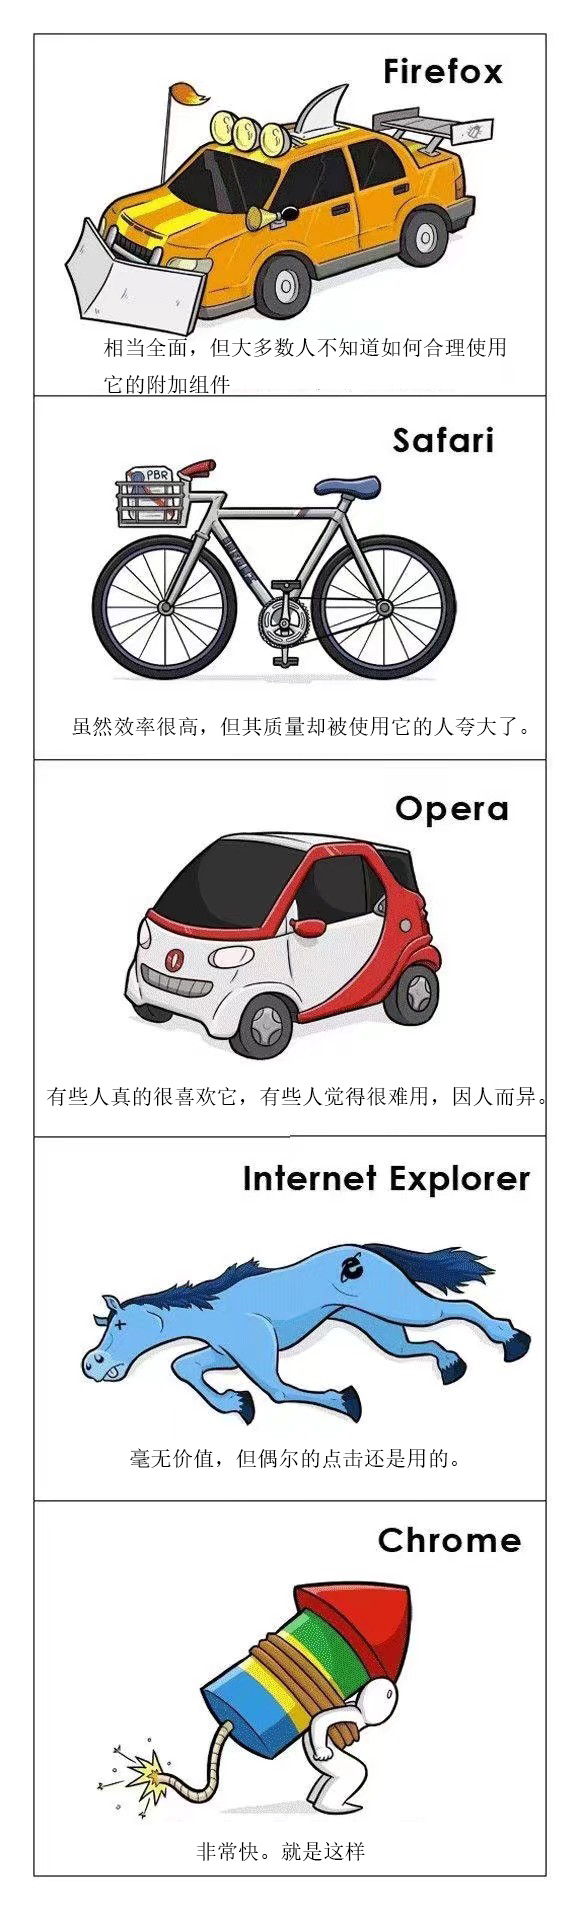 Firefox
相当全面，但大多数人不知道如何合理使用
它的附加组件
Safari
PBR
虽然效率很高，但其质量却被使用它的人夸大了。
Opera
有些人真的很喜欢它，有些人觉得很难用，因人而异。
Internet Explorer
毫无价值，但偶尔的点击还是用的。
Chrome
非常快。就是这样